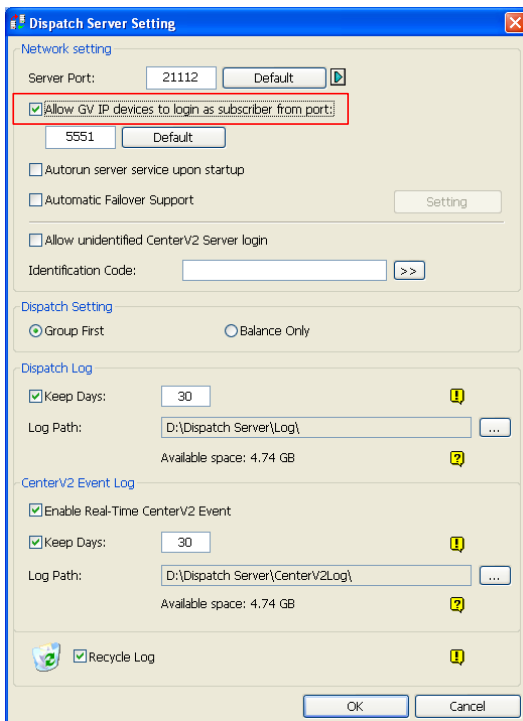 Dispatch Server Setting
Network setting
Server Port: 21112 Default
Allow GV IP devices to login as subscriber from port:
5551 Default
Autorun server service upon startup
Automatic Failover Support Setting
Allow unidentified CenterV2 Server login
Identification Code: >>
Dispatch Setting
Group First Balance Only
Dispatch Log
Keep Days: 30
Log Path: D:\Dispatch Server\Log\ ...
Available space: 4.74 GB
CenterV2 Event Log
Enable Real-Time CenterV2 Event
Keep Days: 30
Log Path: D:\Dispatch Server\CenterV2Log\ ...
Available space: 4.74 GB
Recycle Log
OK Cancel